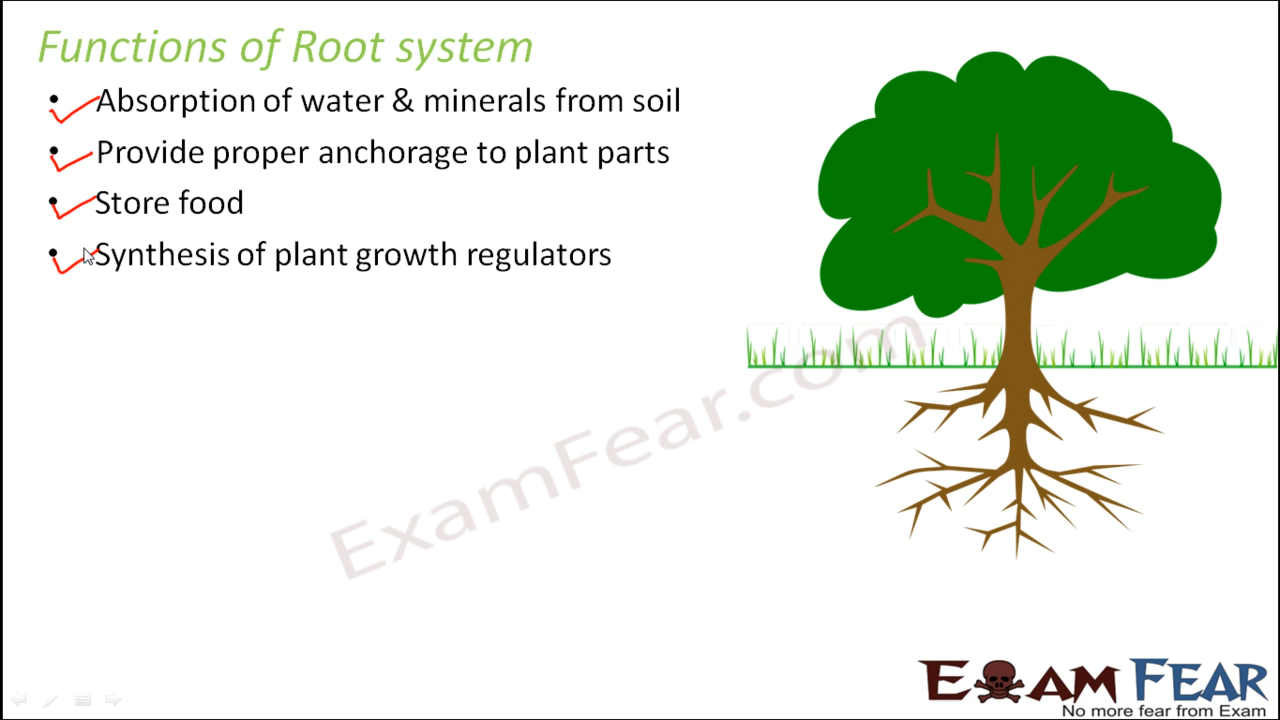 Functions of Root system
• Absorption of water & minerals from soil
• Provide proper anchorage to plant parts
• Store food
• Synthesis of plant growth regulators
ExamFear.com
EXAM FEAR
No more fear from Exam